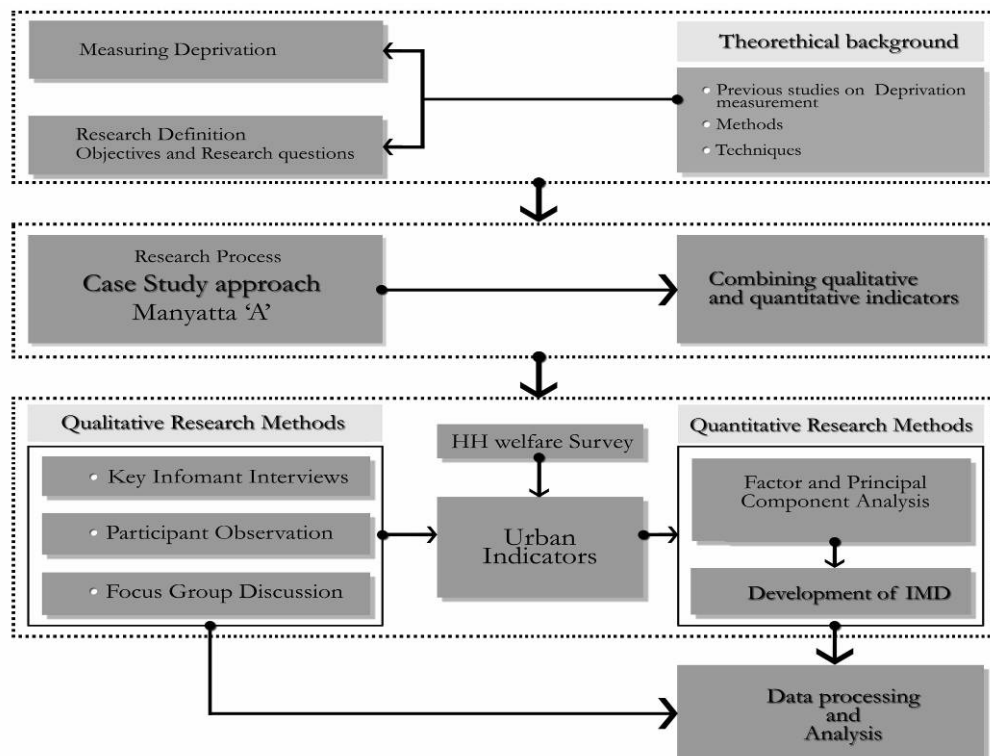 Measuring Deprivation
Research Definition
Objectives and Research questions
Theorethical background
Previous studies on Deprivation
measurement
Methods
Techniques
Research Process
Case Study approach
Manyatta ‘A’
Combining qualitative
and quantitative indicators
Qualitative Research Methods
Key Infomant Interviews
Participant Observation
Focus Group Discussion
HH welfare Survey
Urban
Indicators
Quantitative Research Methods
Factor and Principal
Component Analysis
Development of IMD
Data processing
and
Analysis